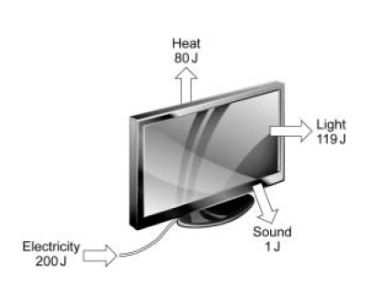 Heat
80 J
Light
119 J
Sound
1 J
Electricity
200 J